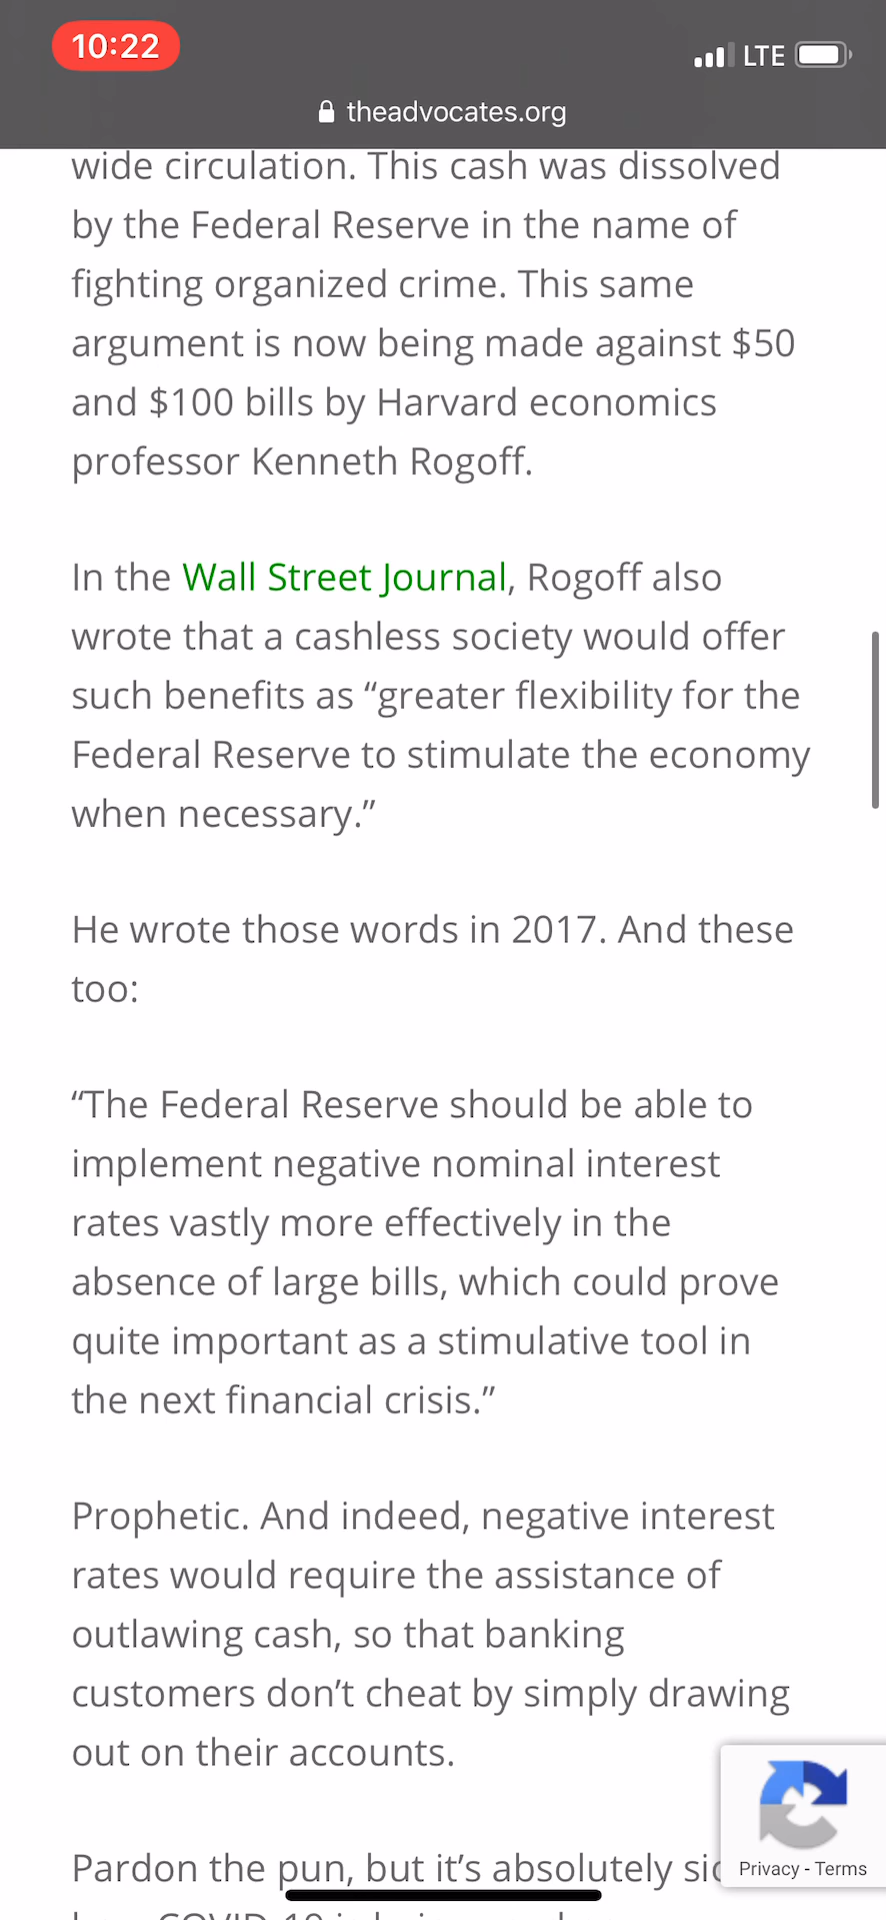 10:22
LTE
theadvocates.org
wide circulation. This cash was dissolved
by the Federal Reserve in the name of
fighting organized crime. This same
argument is now being made against $50
and $100 bills by Harvard economics
professor Kenneth Rogoff.
In the Wall Street Journal, Rogoff also
wrote that a cashless society would offer
such benefits as “greater flexibility for the
Federal Reserve to stimulate the economy
when necessary.”
He wrote those words in 2017. And these
too:
“The Federal Reserve should be able to
implement negative nominal interest
rates vastly more effectively in the
absence of large bills, which could prove
quite important as a stimulative tool in
the next financial crisis.”
Prophetic. And indeed, negative interest
rates would require the assistance of
outlawing cash, so that banking
customers don’t cheat by simply drawing
out on their accounts.
Pardon the pun, but it’s absolutely
Privacy - Terms